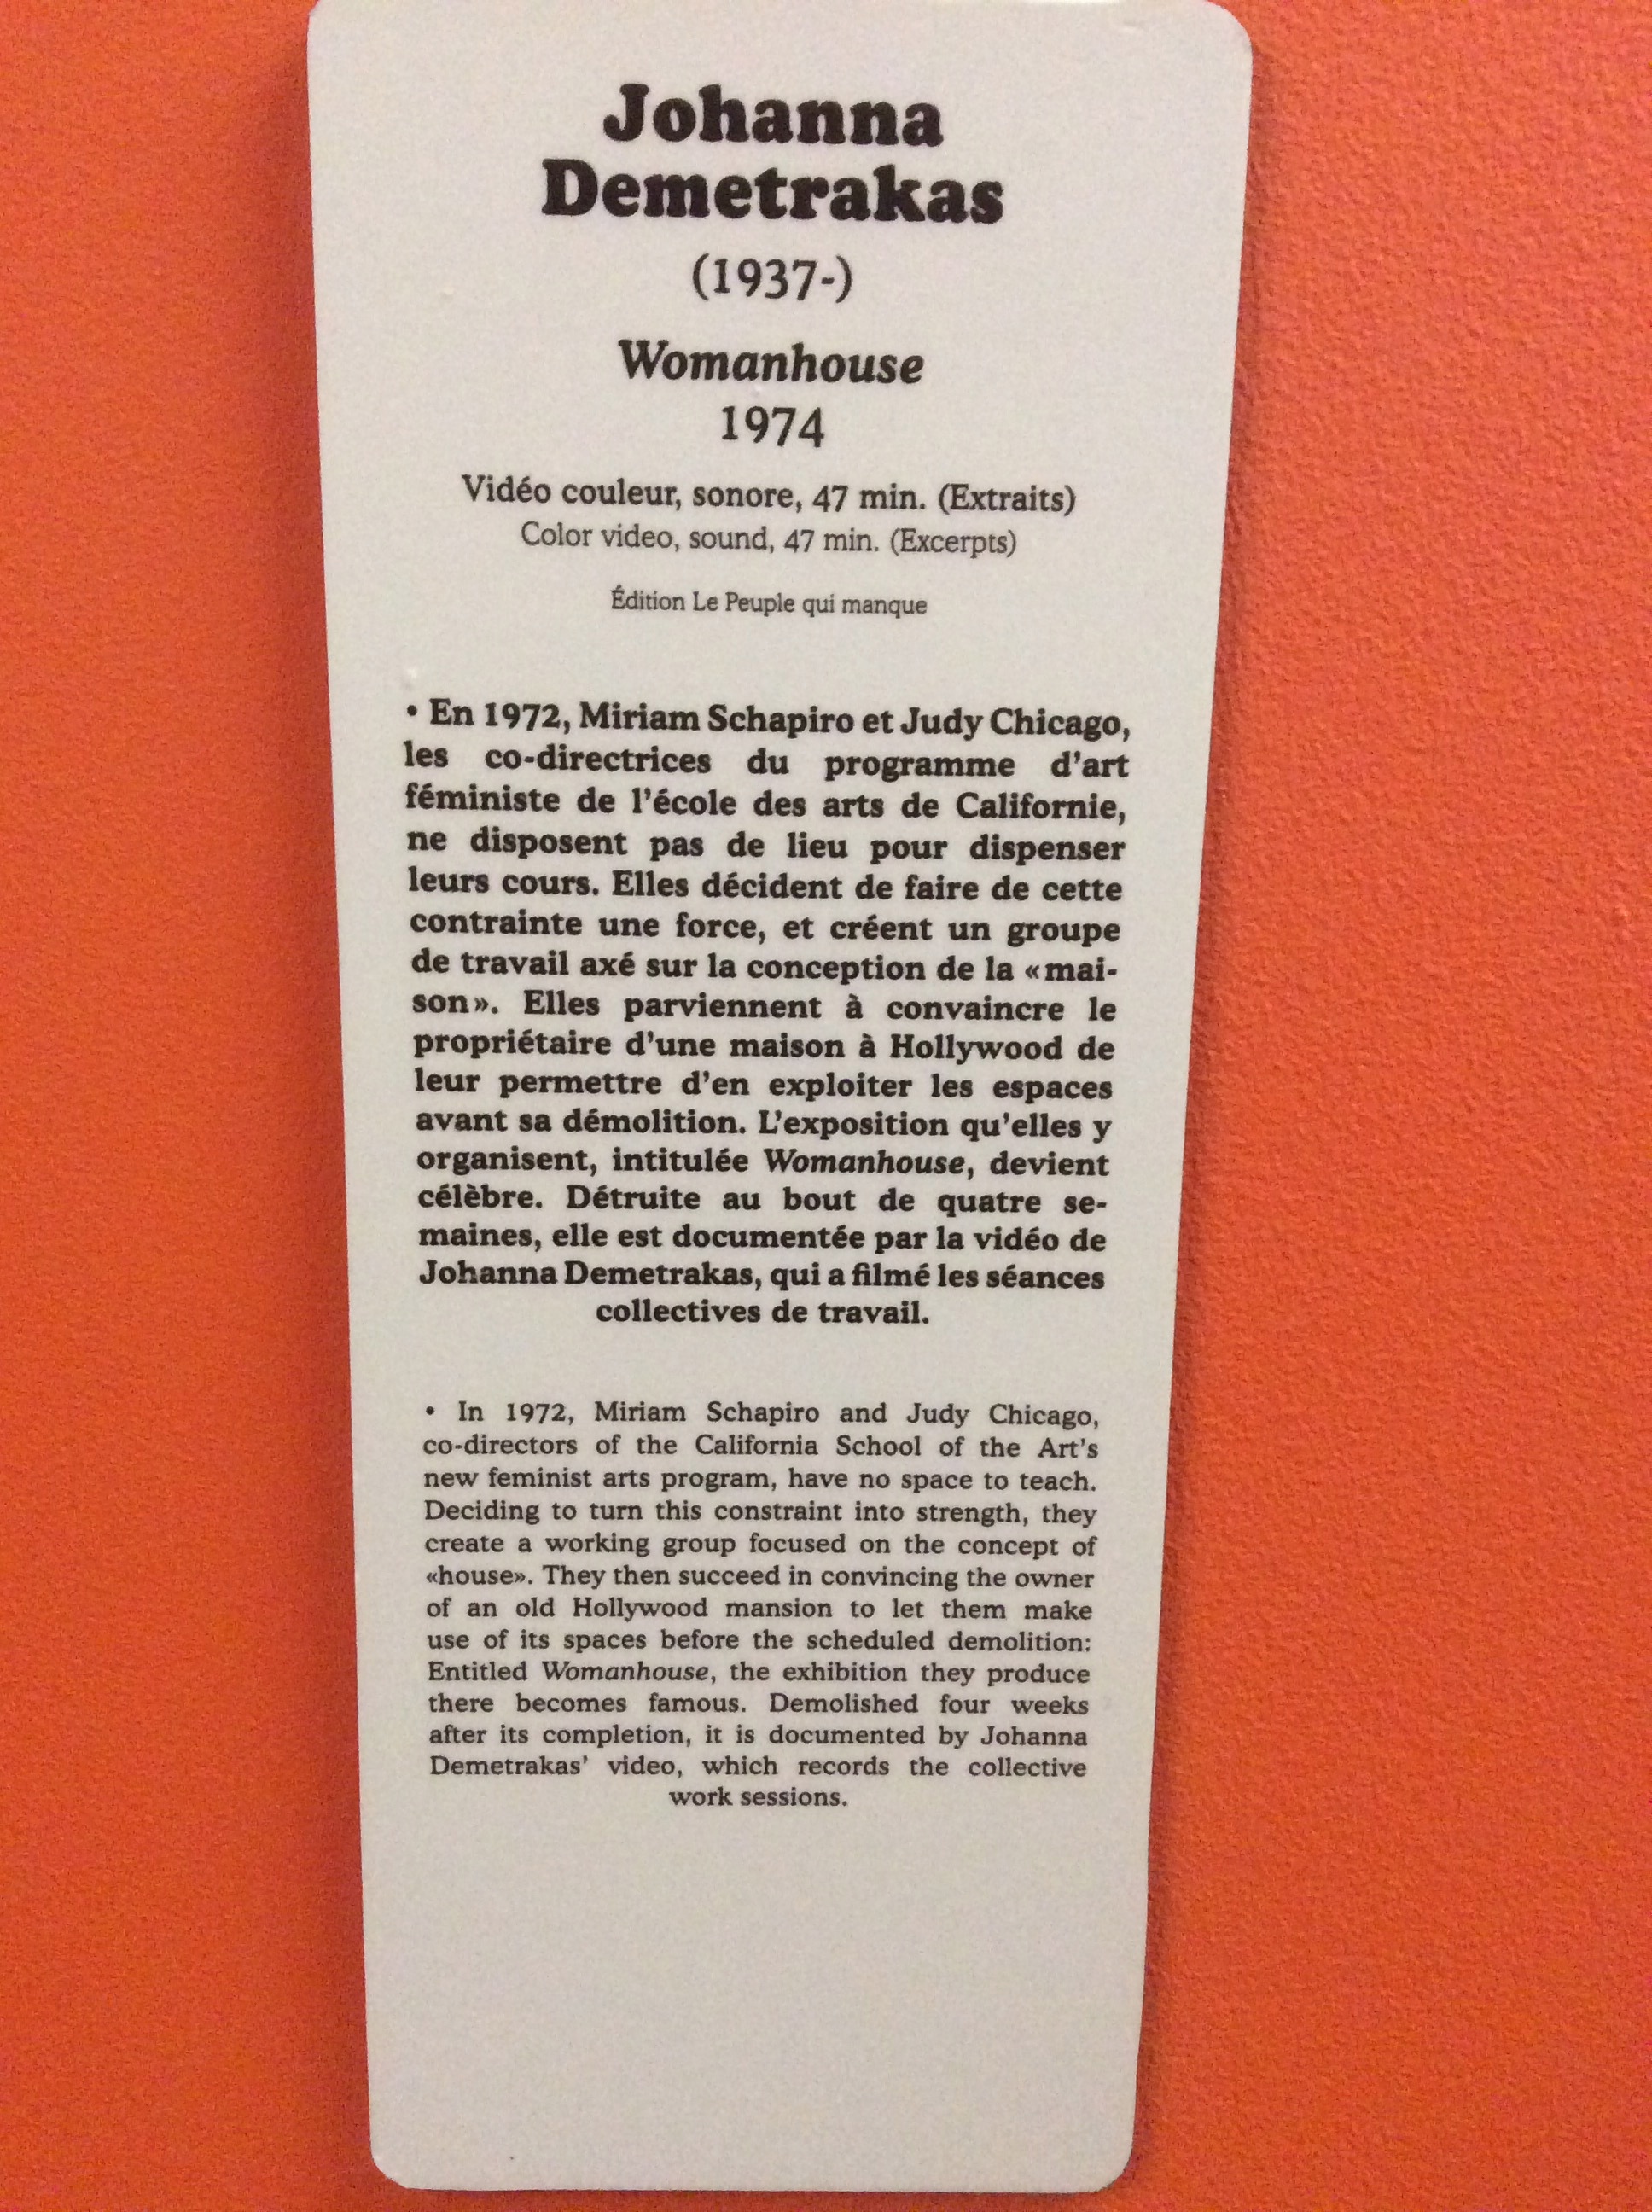 Johanna
Demetrakas
(1937-)
Womanhouse
1974
Vidéo couleur, sonore, 47 min. (Extraits)
Color video, sound, 47 min. (Excerpts)
Édition Le Peuple qui manque
• En 1972, Miriam Schapiro et Judy Chicago,
les co-directrices du programme d'art
féministe de l'école des arts de Californie,
ne disposent pas de lieu pour dispenser
leurs cours. Elles décident de faire de cette
contrainte une force, et créent un groupe
de travail axé sur la conception de la «mai-
son». Elles parviennent à convaincre le
propriétaire d'une maison à Hollywood de
leur permettre d'en exploiter les espaces
avant sa démolition. L'exposition qu'elles y
organisent, intitulée Womanhouse, devient
célèbre. Détruite au bout de quatre se-
maines, elle est documentée par la vidéo de
Johanna Demetrakas, qui a filmé les séances
collectives de travail.
• In 1972, Miriam Schapiro and Judy Chicago,
co-directors of the California School of the Art's
new feminist arts program, have no space to teach.
Deciding to turn this constraint into strength, they
create a working group focused on the concept of
«house». They then succeed in convincing the owner
of an old Hollywood mansion to let them make
use of its spaces before the scheduled demolition:
Entitled Womanhouse, the exhibition they produce
there becomes famous. Demolished four weeks
after its completion, it is documented by Johanna
Demetrakas' video, which records the collective
work sessions.